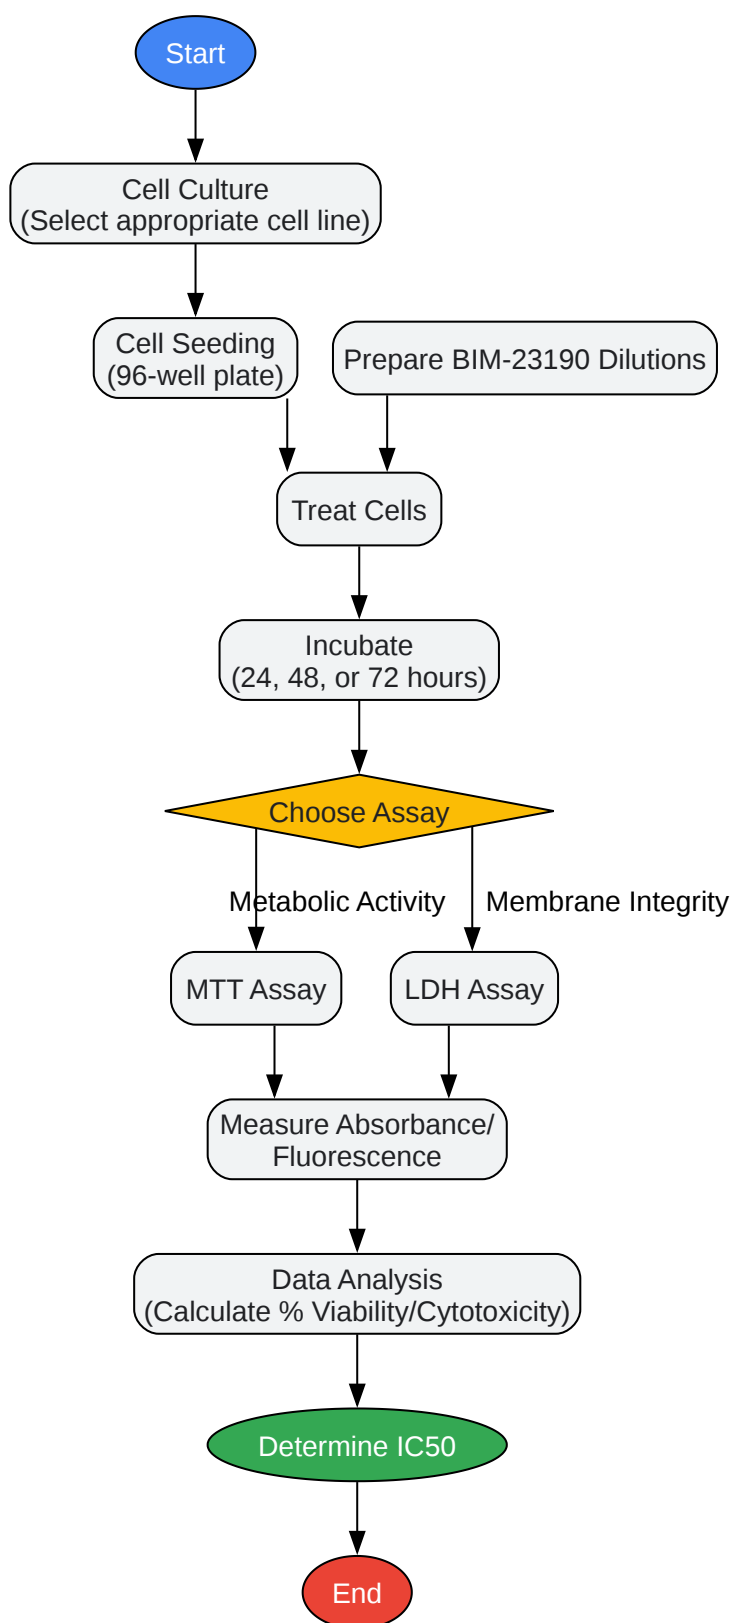 Start
Cell Culture
(Select appropriate cell line)
Cell Seeding
(96-well plate)
Prepare BIM-23190 Dilutions
Treat Cells
Incubate
(24, 48, or 72 hours)
Choose Assay
Metabolic Activity
Membrane Integrity
MTT Assay
LDH Assay
Measure Absorbance/
Fluorescence
Data Analysis
(Calculate % Viability/Cytotoxicity)
Determine IC50
End